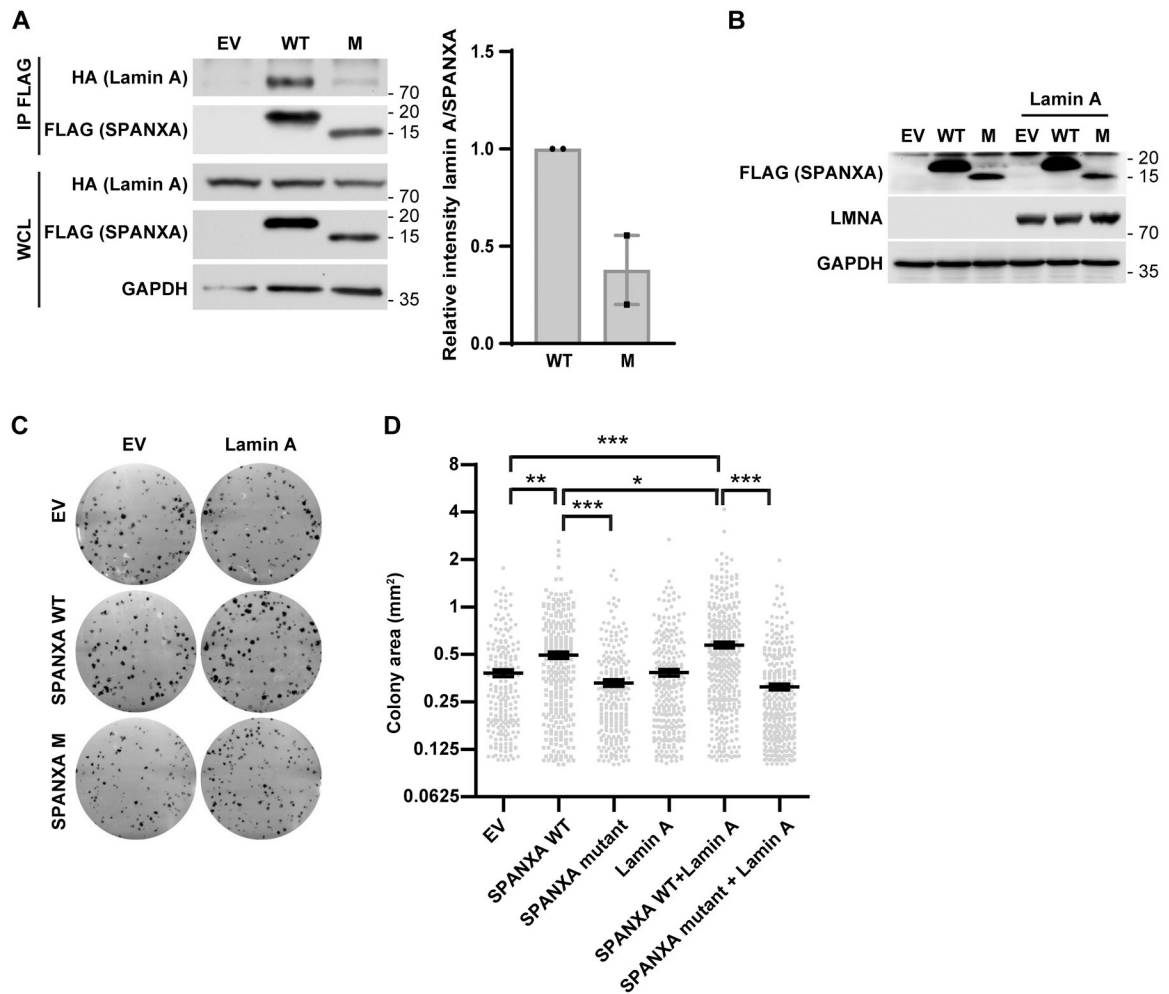 A
EV WT M
IP FLAG
HA (Lamin A)
- 70
FLAG (SPANXA)
- 20
- 15
WCL
HA (Lamin A)
- 70
FLAG (SPANXA)
- 20
- 15
GAPDH
- 35
Relative intensity lamin A/SPANXA
1.5
1.0
0.5
0.0
WT M
B
Lamin A
EV WT M EV WT M
FLAG (SPANXA)
- 20
- 15
LMNA
- 70
GAPDH
- 35
C
EV Lamin A
EV
SPANXA WT
SPANXA M
D
***
** * ***
***
Colony area (mm²)
8
4
2
1
0.5
0.25
0.125
0.0625
EV
SPANXA WT
SPANXA mutant
Lamin A
SPANXA WT+Lamin A
SPANXA mutant + Lamin A